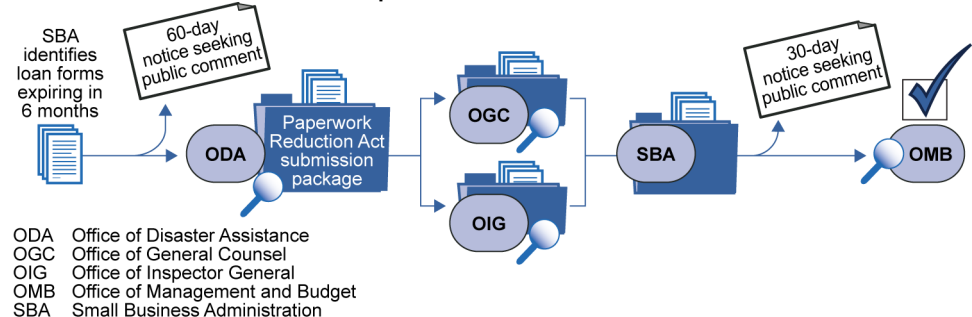 SBA
identifies
loan forms
expiring in
6 months
60-day
notice seeking
public comment
ODA
Paperwork
Reduction Act
submission
package
OGC
OIG
SBA
30-day
notice seeking
public comment
OMB
ODA Office of Disaster Assistance
OGC Office of General Counsel
OIG Office of Inspector General
OMB Office of Management and Budget
SBA Small Business Administration